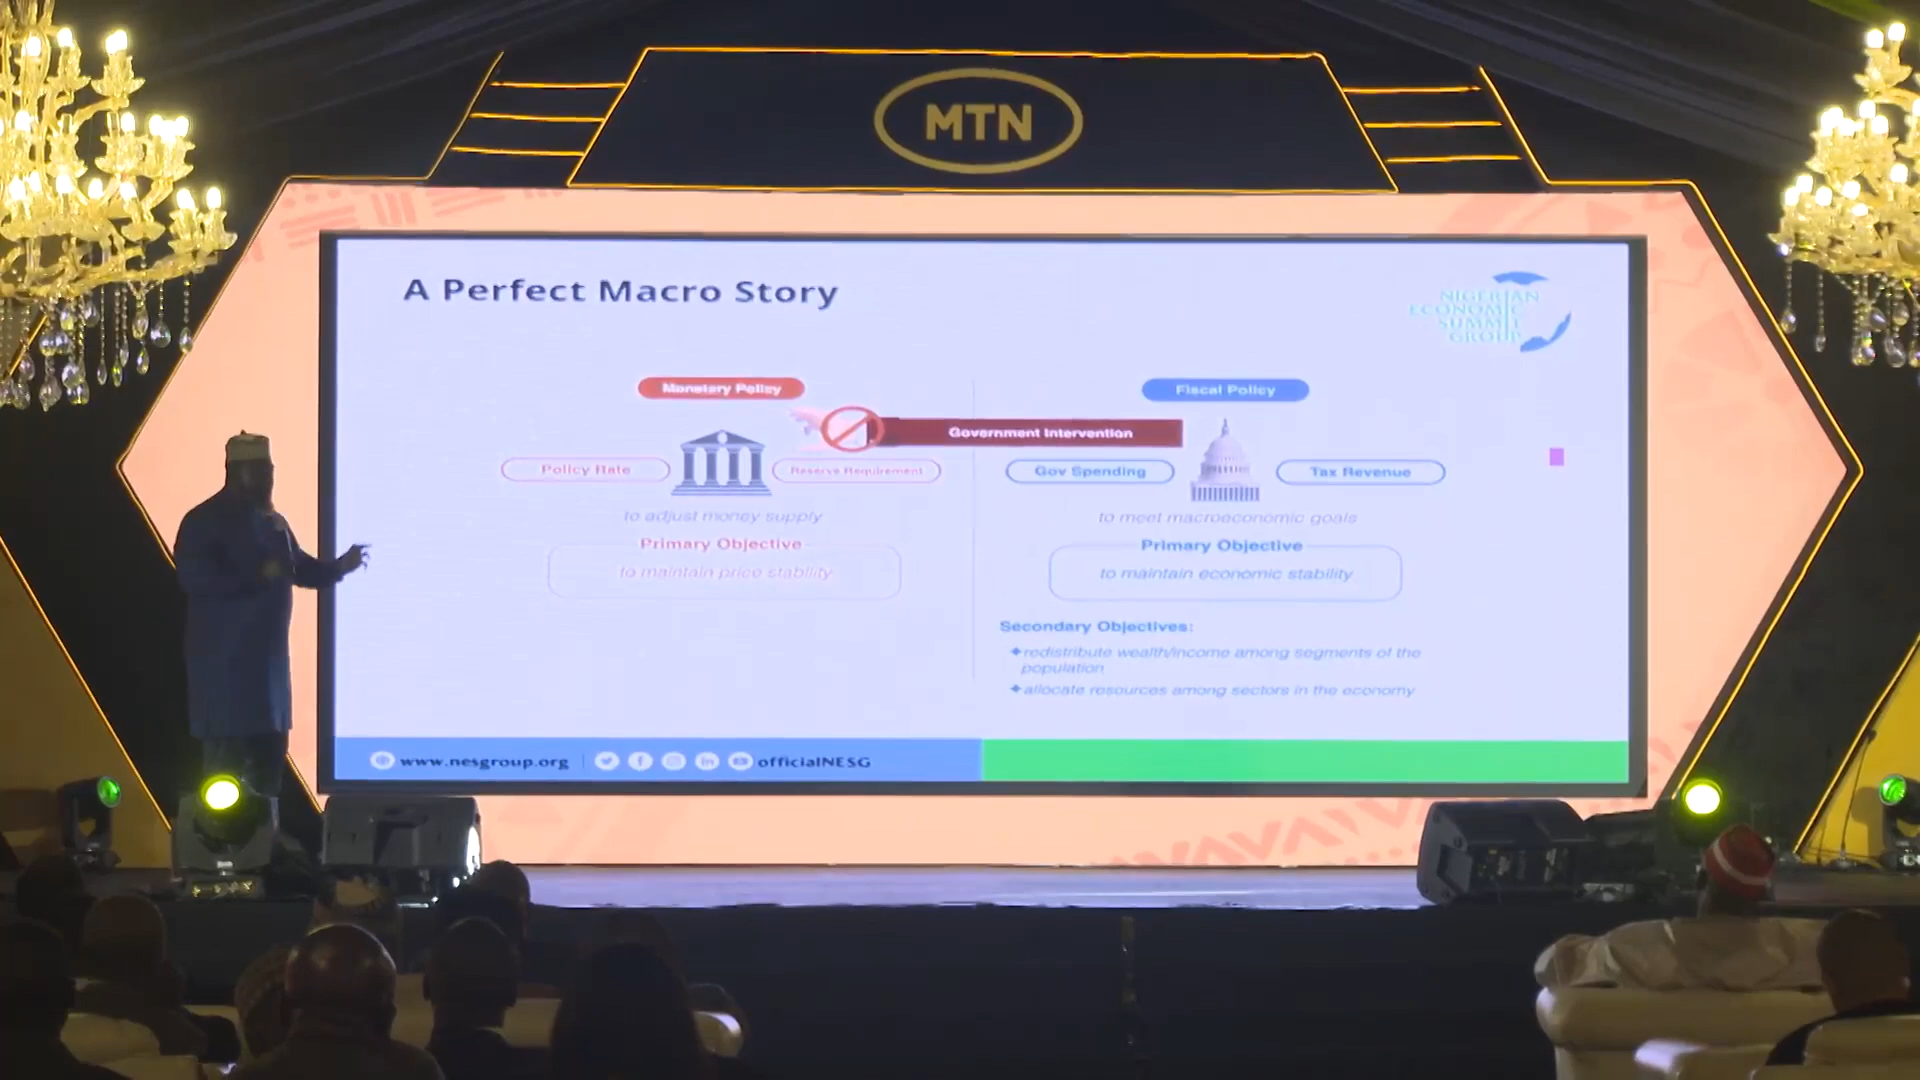 MTN
A Perfect Macro Story
NIGERIAN
ECONOMIC
SUMMIT
GROUP
Monetary Policy
Fiscal Policy
Government Intervention
Policy Rate
Reserve Requirement
Gov Spending
Tax Revenue
to adjust money supply
to meet macroeconomic goals
Primary Objective
to maintain price stability
Primary Objective
to maintain economic stability
Secondary Objectives:
redistribute wealth/income among segments of the
population
allocate resources among sectors in the economy
www.nesgroup.org
officialNESG